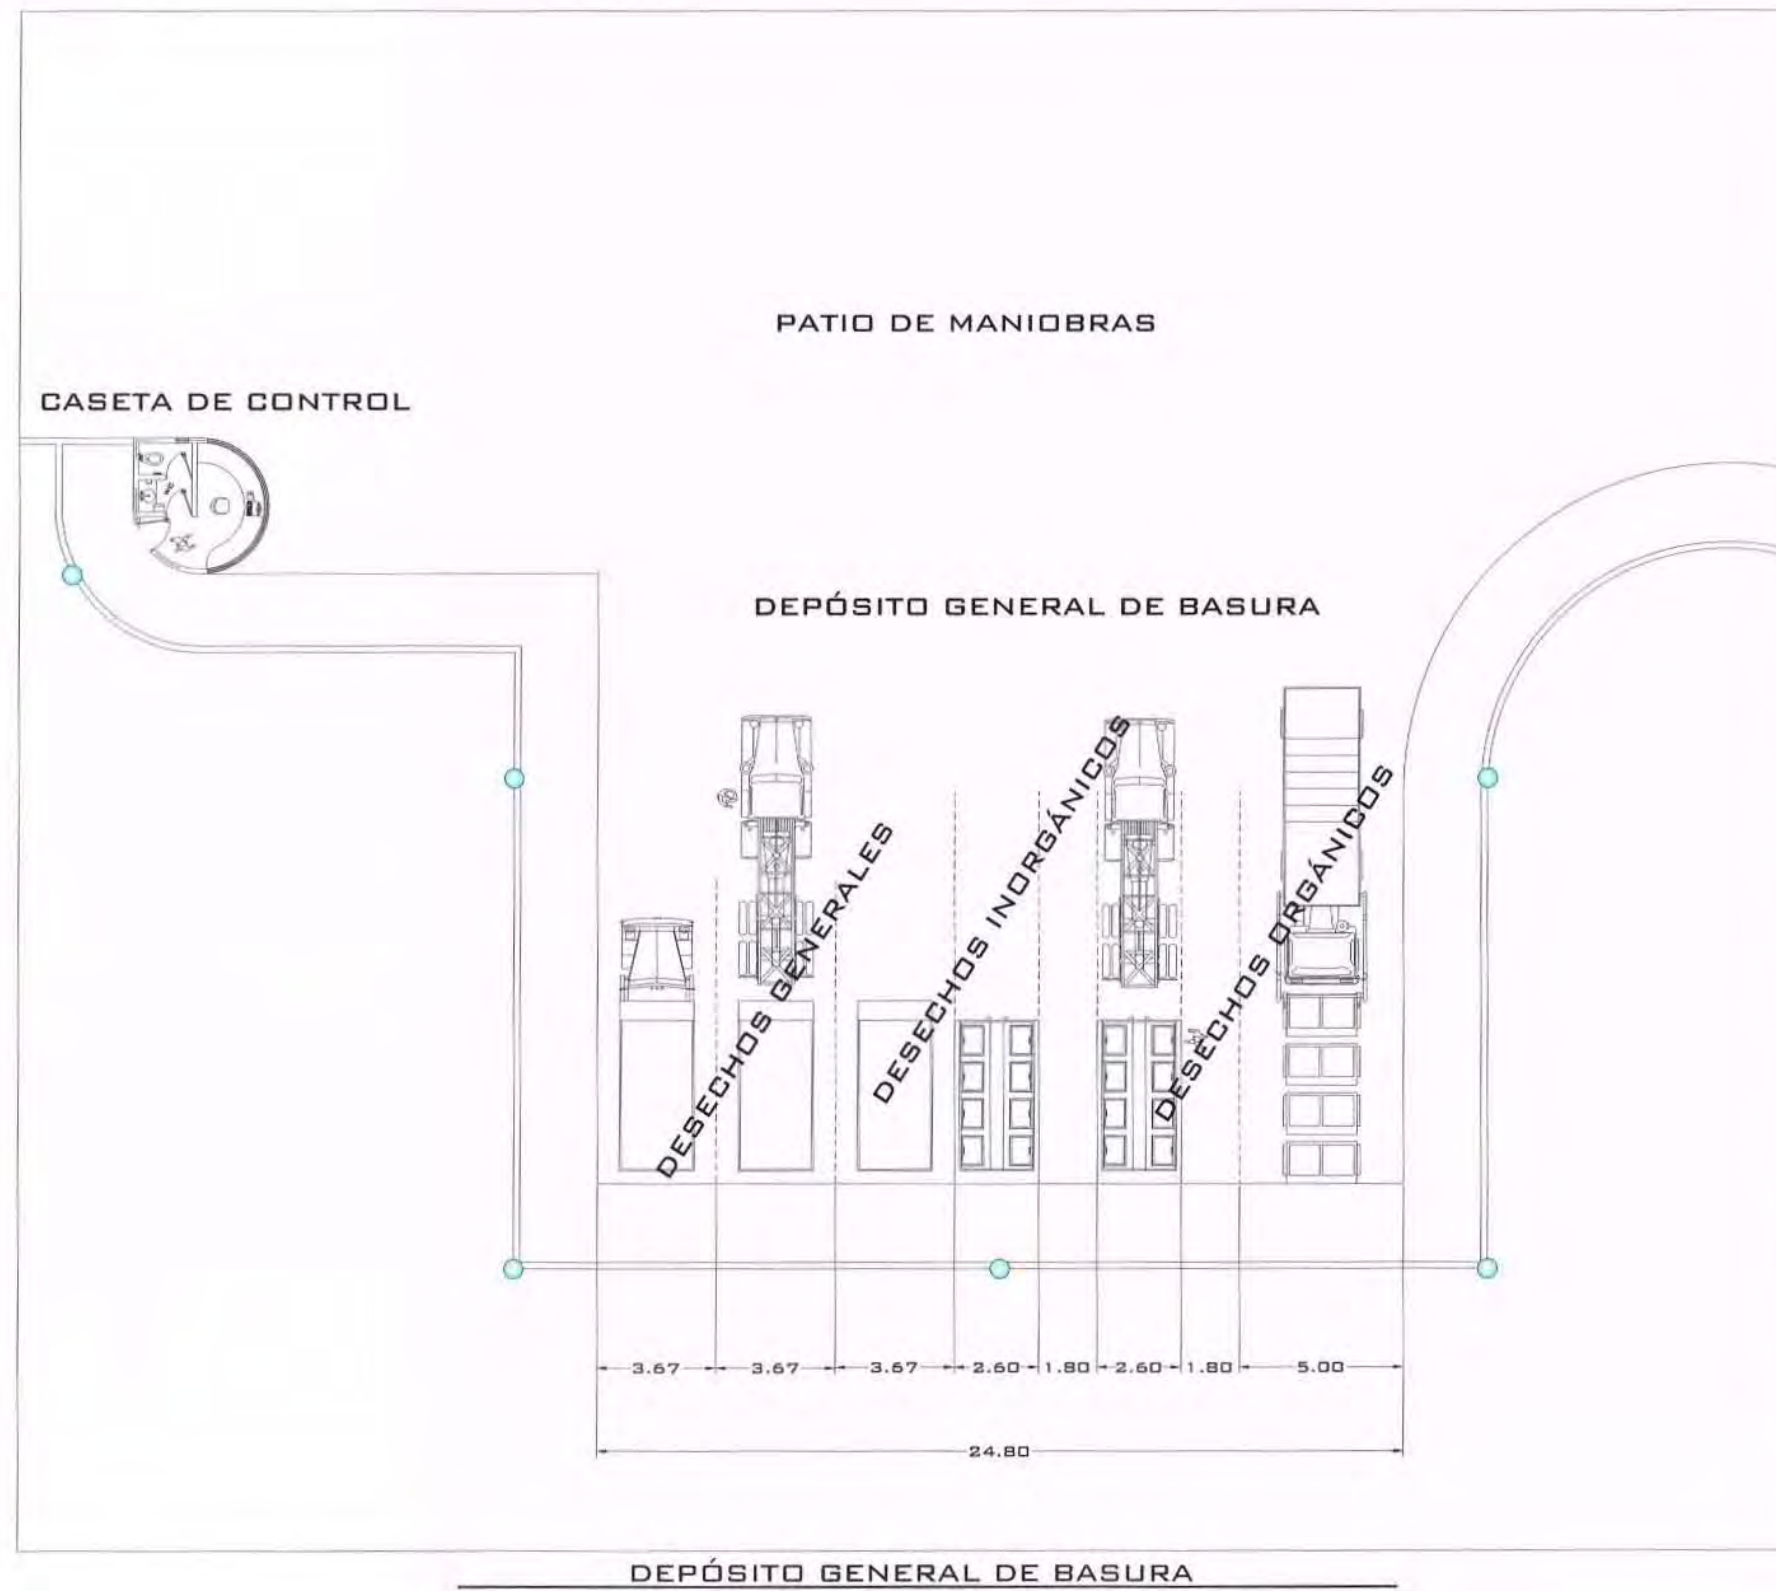 PATIO DE MANIOBRAS
CASETA DE CONTROL
DEPÓSITO GENERAL DE BASURA
DESECHOS GENERALES
DESECHOS INORGÁNICOS
DESECHOS ORGÁNICOS
3.67 3.67 3.67 2.60 1.80 2.60 1.80 5.00
24.80
DEPÓSITO GENERAL DE BASURA